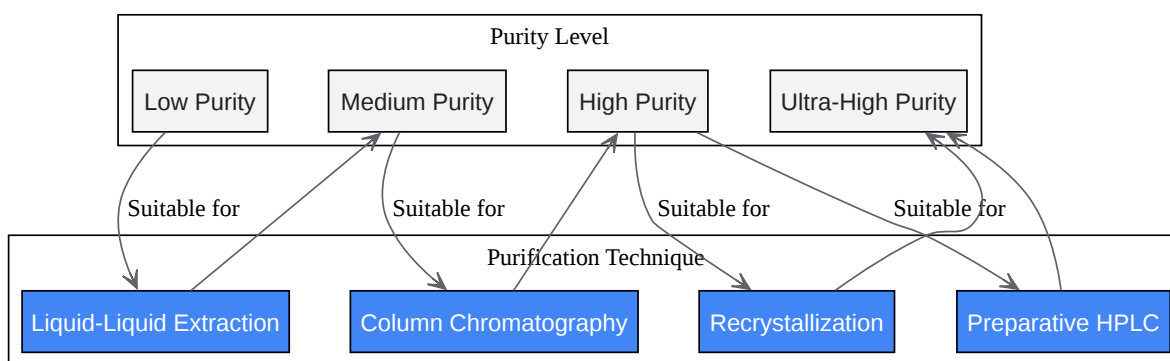 Purity Level
Low Purity
Medium Purity
High Purity
Ultra-High Purity
Suitable for
Suitable for
Suitable for
Suitable for
Purification Technique
Liquid-Liquid Extraction
Column Chromatography
Recrystallization
Preparative HPLC